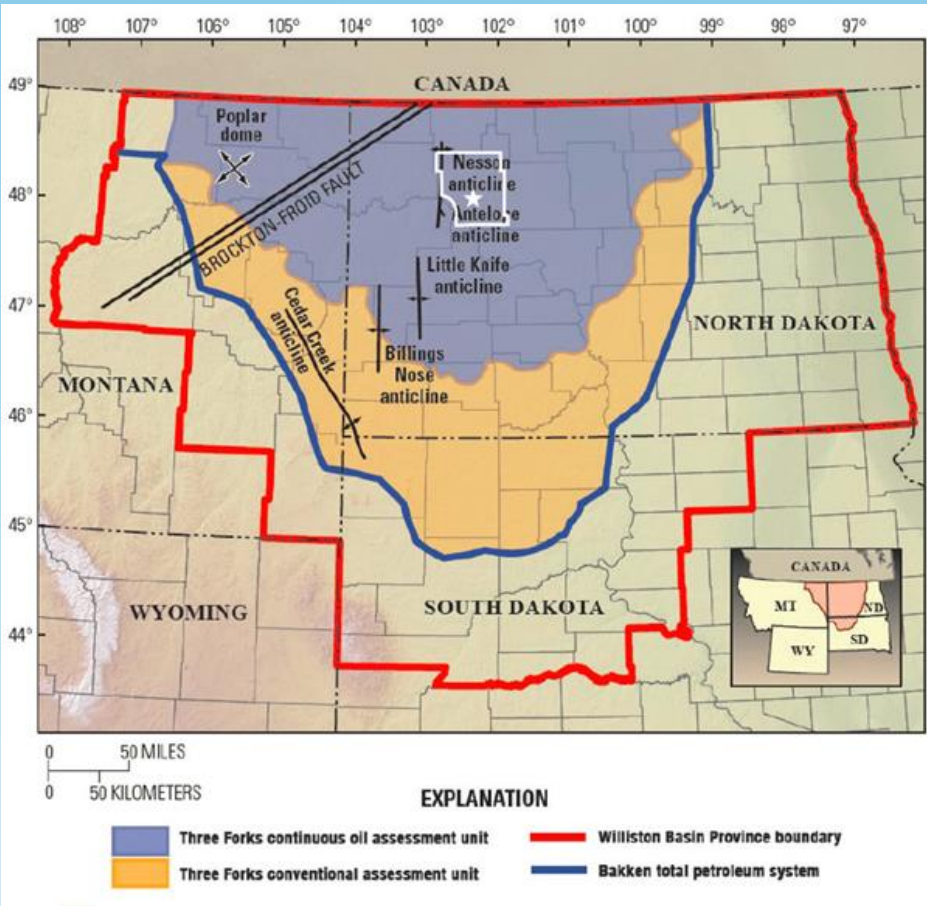 108° 107° 106° 105° 104° 103° 102° 101° 100° 99° 98° 97°
49°
CANADA
Poplar
dome
48°
Nesson
anticline
BROCKTON-FROID FAULT
Antelope
anticline
Little Knife
anticline
47°
Cedar Creek
anticline
NORTH DAKOTA
Billings
Nose
anticline
MONTANA
46°
45°
WYOMING
SOUTH DAKOTA
44°
CANADA
MT
ND
SD
WY
0 50 MILES
0 50 KILOMETERS
EXPLANATION
Three Forks continuous oil assessment unit
Williston Basin Province boundary
Three Forks conventional assessment unit
Bakken total petroleum system